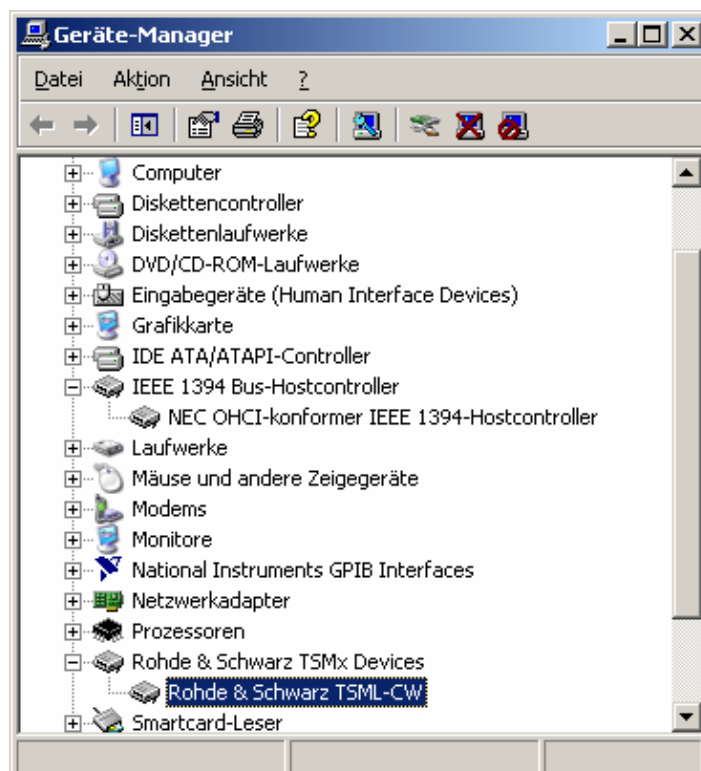 Geräte-Manager
Datei Aktion Ansicht ?
Computer
Diskettencontroller
Diskettenlaufwerke
DVD/CD-ROM-Laufwerke
Eingabegeräte (Human Interface Devices)
Grafikkarte
IDE ATA/ATAPI-Controller
IEEE 1394 Bus-Hostcontroller
NEC OHCI-konformer IEEE 1394-Hostcontroller
Laufwerke
Mäuse und andere Zeigegeräte
Modems
Monitore
National Instruments GPIB Interfaces
Netzwerkadapter
Prozessoren
Rohde & Schwarz TSMx Devices
Rohde & Schwarz TSML-CW
Smartcard-Leser